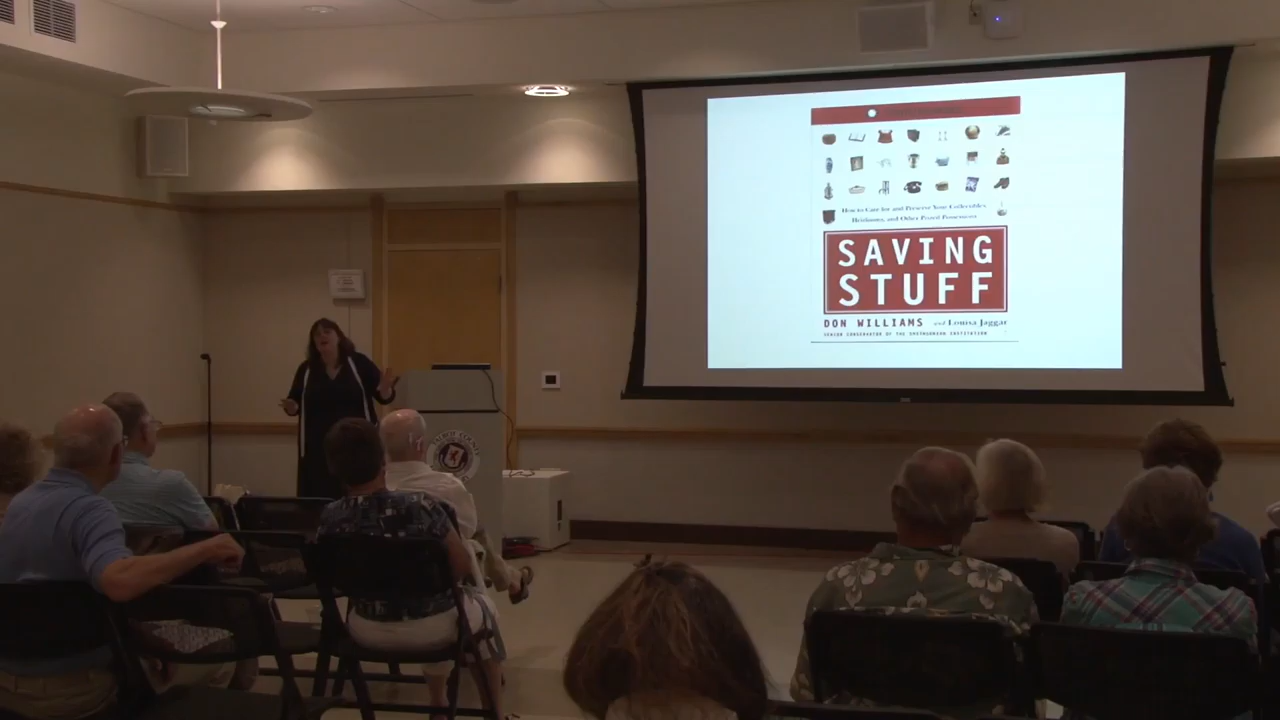 How to Care for and Preserve Your Collectibles,
Heirlooms, and Other Prized Possessions
SAVING
STUFF
DON WILLIAMS and Louisa Jaggar
SENIOR CONSERVATOR OF THE SMITHSONIAN INSTITUTION